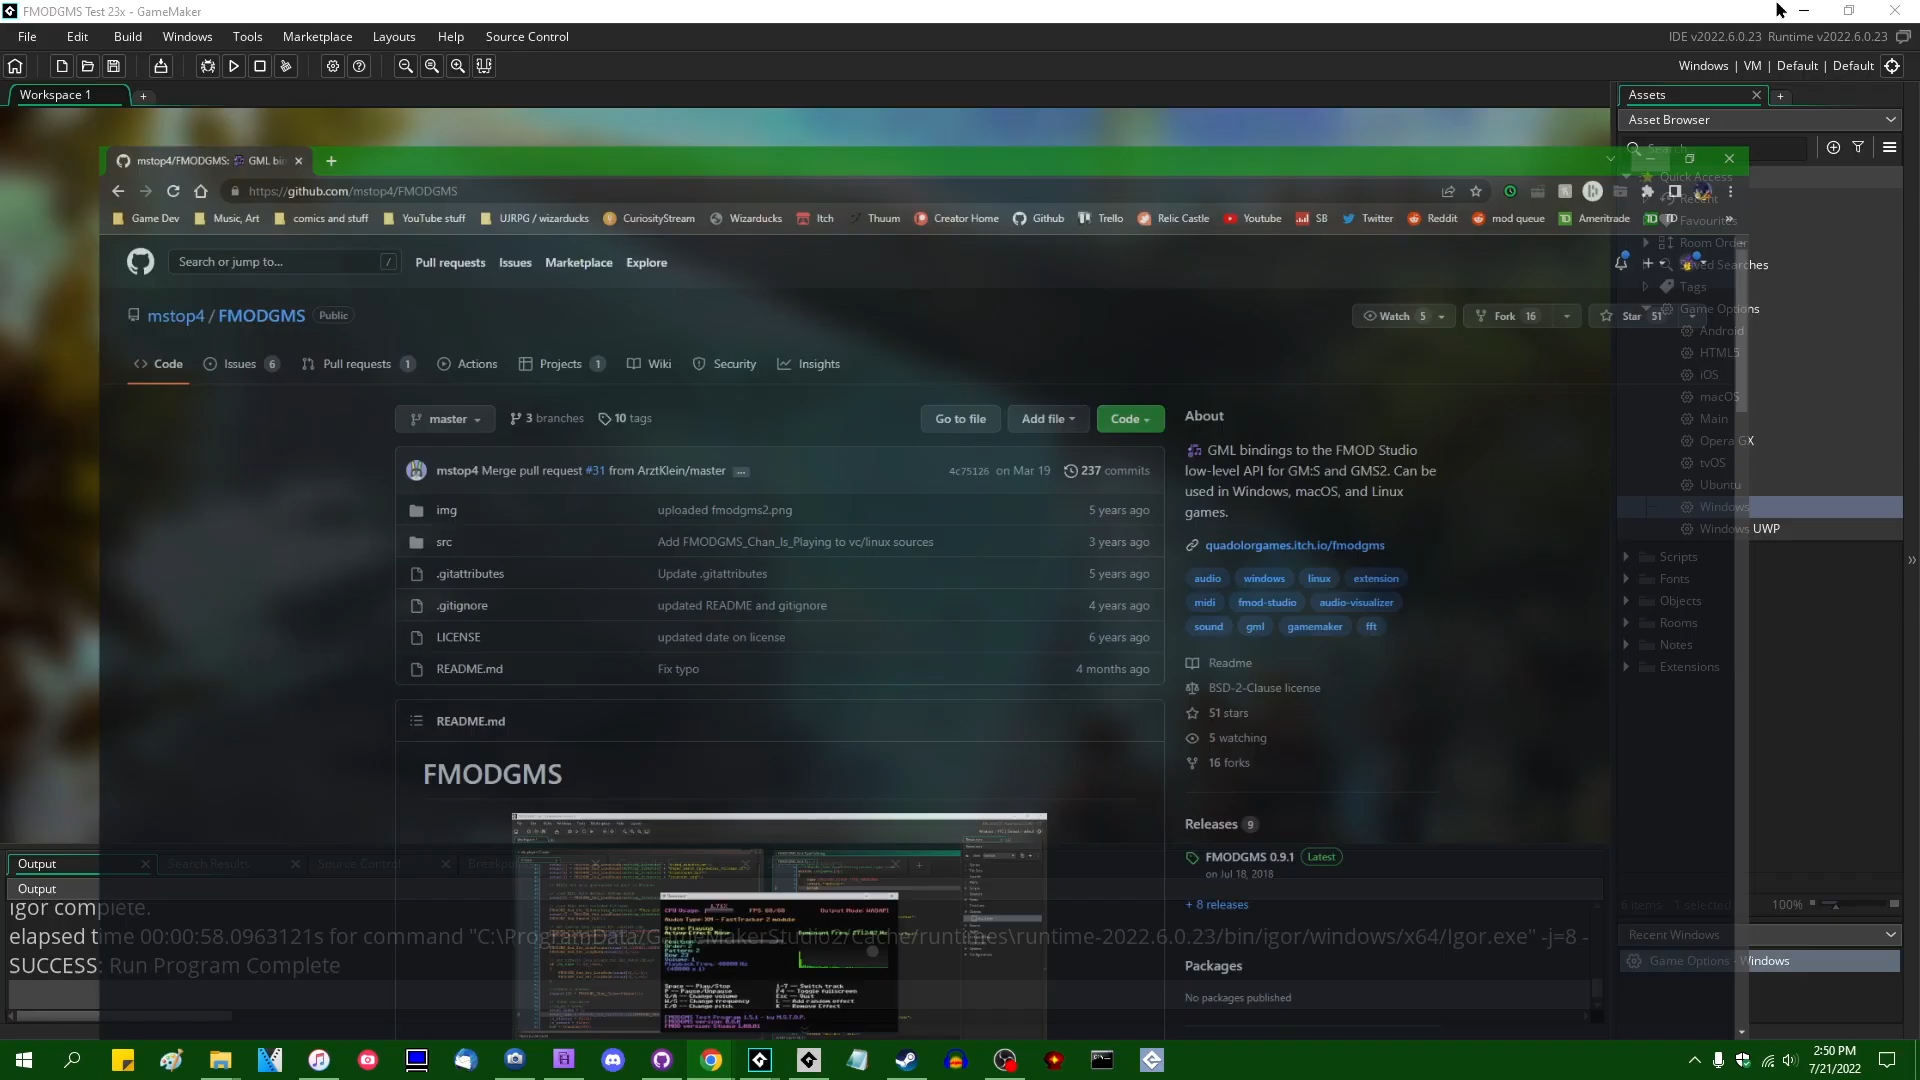 FMODGMS Test 23x - GameMaker
File Edit Build Windows Tools Marketplace Layouts Help Source Control
IDE v2022.6.0.23 Runtime v2022.6.0.23
Windows | VM | Default | Default
Workspace 1 +
Assets
Asset Browser
Search
mstop4/FMODGMS: GML bin
https://github.com/mstop4/FMODGMS
Game Dev Music, Art comics and stuff YouTube stuff UJRPG / wizarducks CuriosityStream Wizarducks Itch Thuum Creator Home Github Trello Relic Castle Youtube SB Twitter Reddit mod queue Ameritrade TD »
Search or jump to... /
Pull requests Issues Marketplace Explore
mstop4 / FMODGMS Public
Watch 5 Fork 16 Star 51
Code Issues 6 Pull requests 1 Actions Projects 1 Wiki Security Insights
master 3 branches 10 tags
Go to file Add file Code
mstop4 Merge pull request #31 from ArztKlein/master ... 4c75126 on Mar 19 237 commits
img uploaded fmodgms2.png 5 years ago
src Add FMODGMS_Chan_Is_Playing to vc/linux sources 3 years ago
.gitattributes Update .gitattributes 5 years ago
.gitignore updated README and gitignore 4 years ago
LICENSE updated date on license 6 years ago
README.md Fix typo 4 months ago
README.md
FMODGMS
About
GML bindings to the FMOD Studio
low-level API for GM:S and GMS2. Can be
used in Windows, macOS, and Linux
games.
quadolorgames.itch.io/fmodgms
audio windows linux extension
midi fmod-studio audio-visualizer
sound gml gamemaker fft
Readme
BSD-2-Clause license
51 stars
5 watching
16 forks
Releases 9
FMODGMS 0.9.1 Latest
on Jul 18, 2018
+ 8 releases
Packages
No packages published
Quick Access
Recent
Favourites
Room Order
Saved Searches
Tags
Game Options
Android
HTML5
iOS
macOS
Main
Opera GX
tvOS
Ubuntu
Windows
Windows UWP
Scripts
Fonts
Objects
Rooms
Notes
Extensions
6 items 1 selected 100%
Recent Windows
Game Options - Windows
Output Search Results Source Control
Output
Igor complete.
elapsed time 00:00:58.0963121s for command "C:\ProgramData/GameMakerStudio2/Cache/runtimes\runtime-2022.6.0.23/bin/igor/windows/x64/Igor.exe" -j=8 -
SUCCESS: Run Program Complete
2:50 PM
7/21/2022